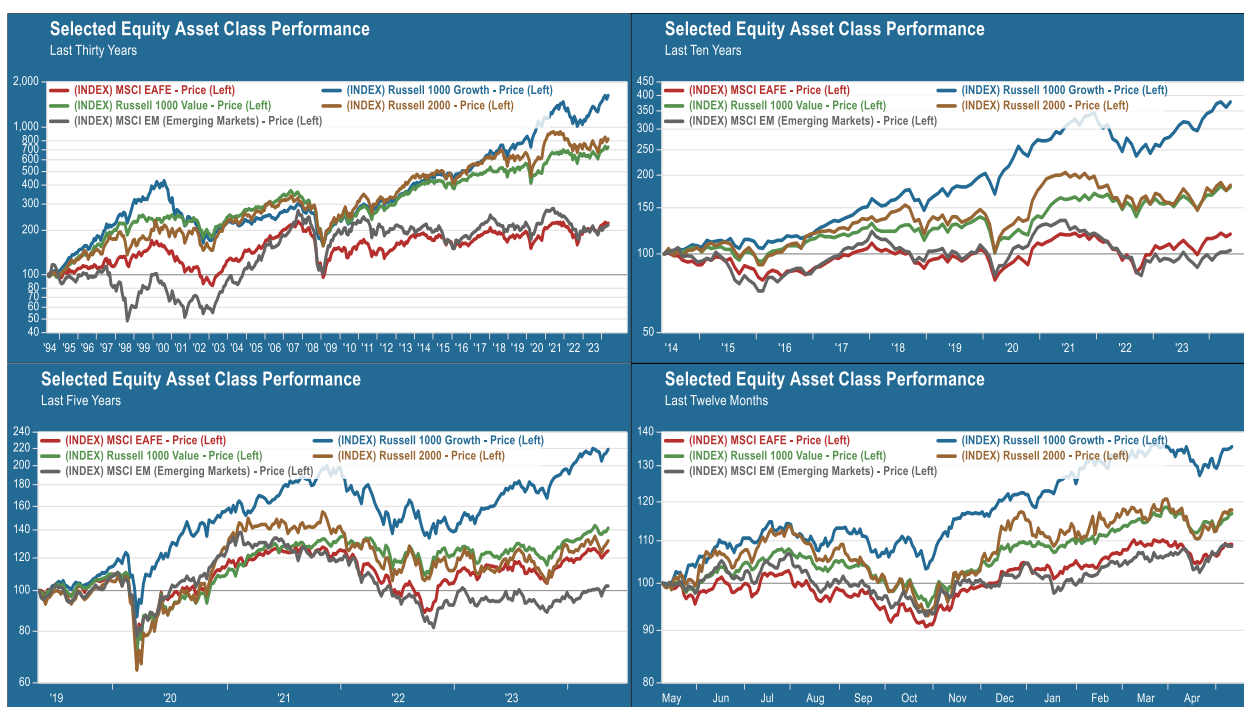 Selected Equity Asset Class Performance
Last Thirty Years
(INDEX) MSCI EAFE - Price (Left)
(INDEX) Russell 1000 Growth - Price (Left)
(INDEX) Russell 1000 Value - Price (Left)
(INDEX) Russell 2000 - Price (Left)
(INDEX) MSCI EM (Emerging Markets) - Price (Left)
2,000
1,000
800
700
600
500
400
300
200
100
80
70
60
50
40
'94 '95 '96 '97 '98 '99 '00 '01 '02 '03 '04 '05 '06 '07 '08 '09 '10 '11 '12 '13 '14 '15 '16 '17 '18 '19 '20 '21 '22 '23
Selected Equity Asset Class Performance
Last Ten Years
(INDEX) MSCI EAFE - Price (Left)
(INDEX) Russell 1000 Growth - Price (Left)
(INDEX) Russell 1000 Value - Price (Left)
(INDEX) Russell 2000 - Price (Left)
(INDEX) MSCI EM (Emerging Markets) - Price (Left)
450
400
350
300
250
200
150
100
50
'14 '15 '16 '17 '18 '19 '20 '21 '22 '23
Selected Equity Asset Class Performance
Last Five Years
(INDEX) MSCI EAFE - Price (Left)
(INDEX) Russell 1000 Growth - Price (Left)
(INDEX) Russell 1000 Value - Price (Left)
(INDEX) Russell 2000 - Price (Left)
(INDEX) MSCI EM (Emerging Markets) - Price (Left)
240
220
200
180
160
140
120
100
80
60
'19 '20 '21 '22 '23
Selected Equity Asset Class Performance
Last Twelve Months
(INDEX) MSCI EAFE - Price (Left)
(INDEX) Russell 1000 Growth - Price (Left)
(INDEX) Russell 1000 Value - Price (Left)
(INDEX) Russell 2000 - Price (Left)
(INDEX) MSCI EM (Emerging Markets) - Price (Left)
140
130
120
110
100
90
80
May Jun Jul Aug Sep Oct Nov Dec Jan Feb Mar Apr